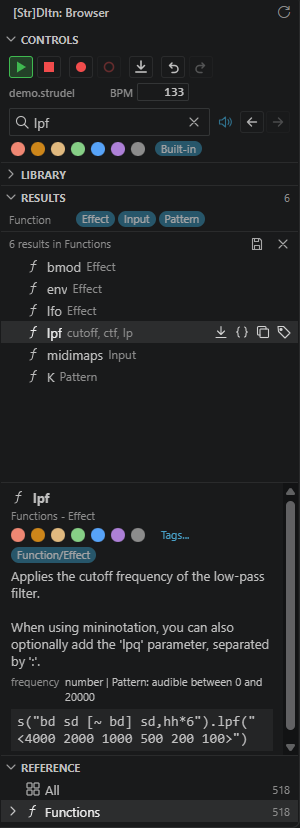 [Str]Dltn: Browser
CONTROLS
demo.strudel BPM 133
lpf
Built-in
LIBRARY
RESULTS 6
Function Effect Input Pattern
6 results in Functions
f bmod Effect
f env Effect
f lfo Effect
f lpf cutoff, ctf, lp
f midimaps Input
f K Pattern
f lpf
Functions - Effect
Tags...
Function/Effect
Applies the cutoff frequency of the low-pass
filter.
When using mininotation, you can also
optionally add the 'lpq' parameter, separated
by ':'.
frequency number | Pattern: audible between 0 and
20000
s("bd sd [~ bd] sd,hh*6").lpf("
<4000 2000 1000 500 200 100>")
REFERENCE
All 518
f Functions 518